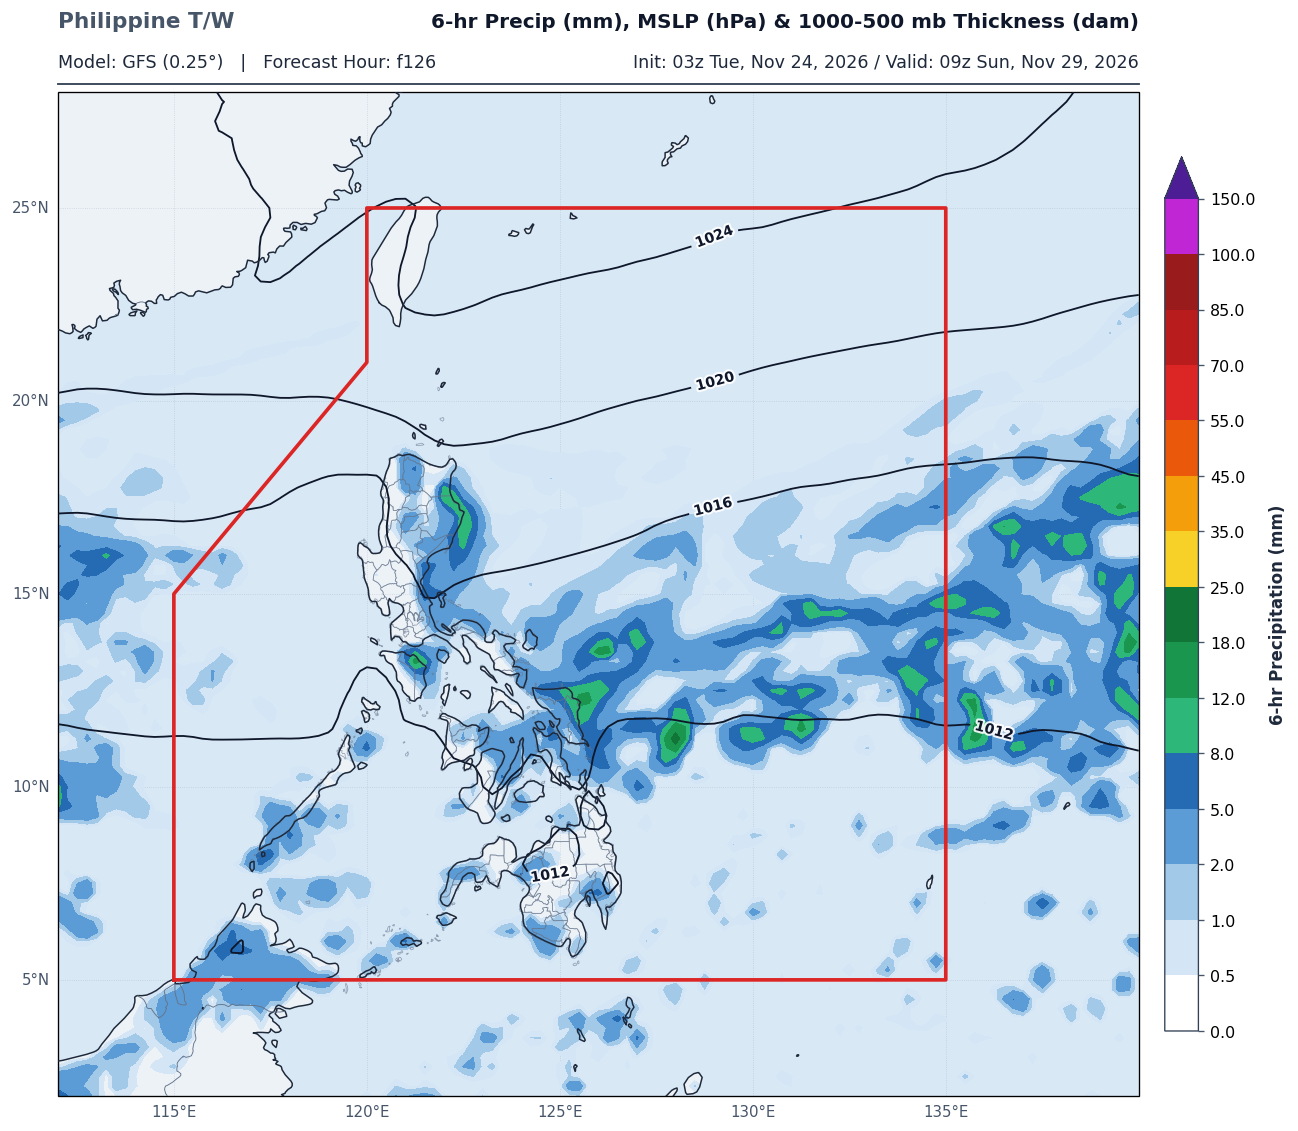 Philippine T/W
6-hr Precip (mm), MSLP (hPa) & 1000-500 mb Thickness (dam)
Model: GFS (0.25°) | Forecast Hour: f126
Init: 03z Tue, Nov 24, 2026 / Valid: 09z Sun, Nov 29, 2026
25°N
20°N
15°N
10°N
5°N
115°E
120°E
125°E
130°E
135°E
1024
1020
1016
1012
1012
150.0
100.0
85.0
70.0
55.0
45.0
35.0
25.0
18.0
12.0
8.0
5.0
2.0
1.0
0.5
0.0
6-hr Precipitation (mm)